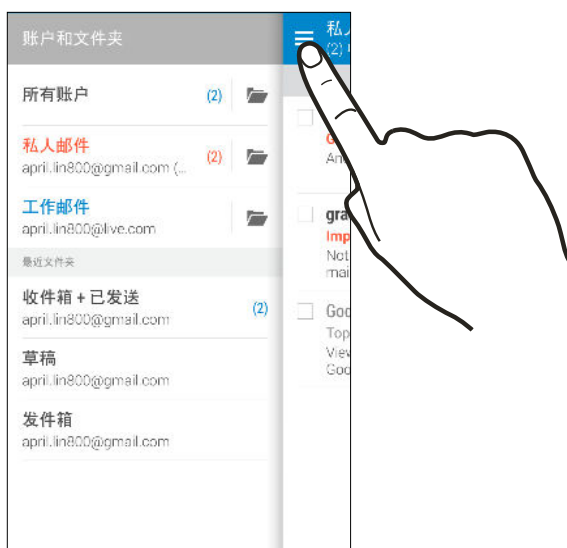 账户和文件夹
所有账户 (2)
私人邮件 (2)
april.lin800@gmail.com (...
工作邮件
april.lin800@live.com
最近文件夹
收件箱 + 已发送 (2)
april.lin800@gmail.com
草稿
april.lin800@gmail.com
发件箱
april.lin800@gmail.com
私
(2)
G
An
gra
Imp
Not
mai
Goo
Top
View
Goo